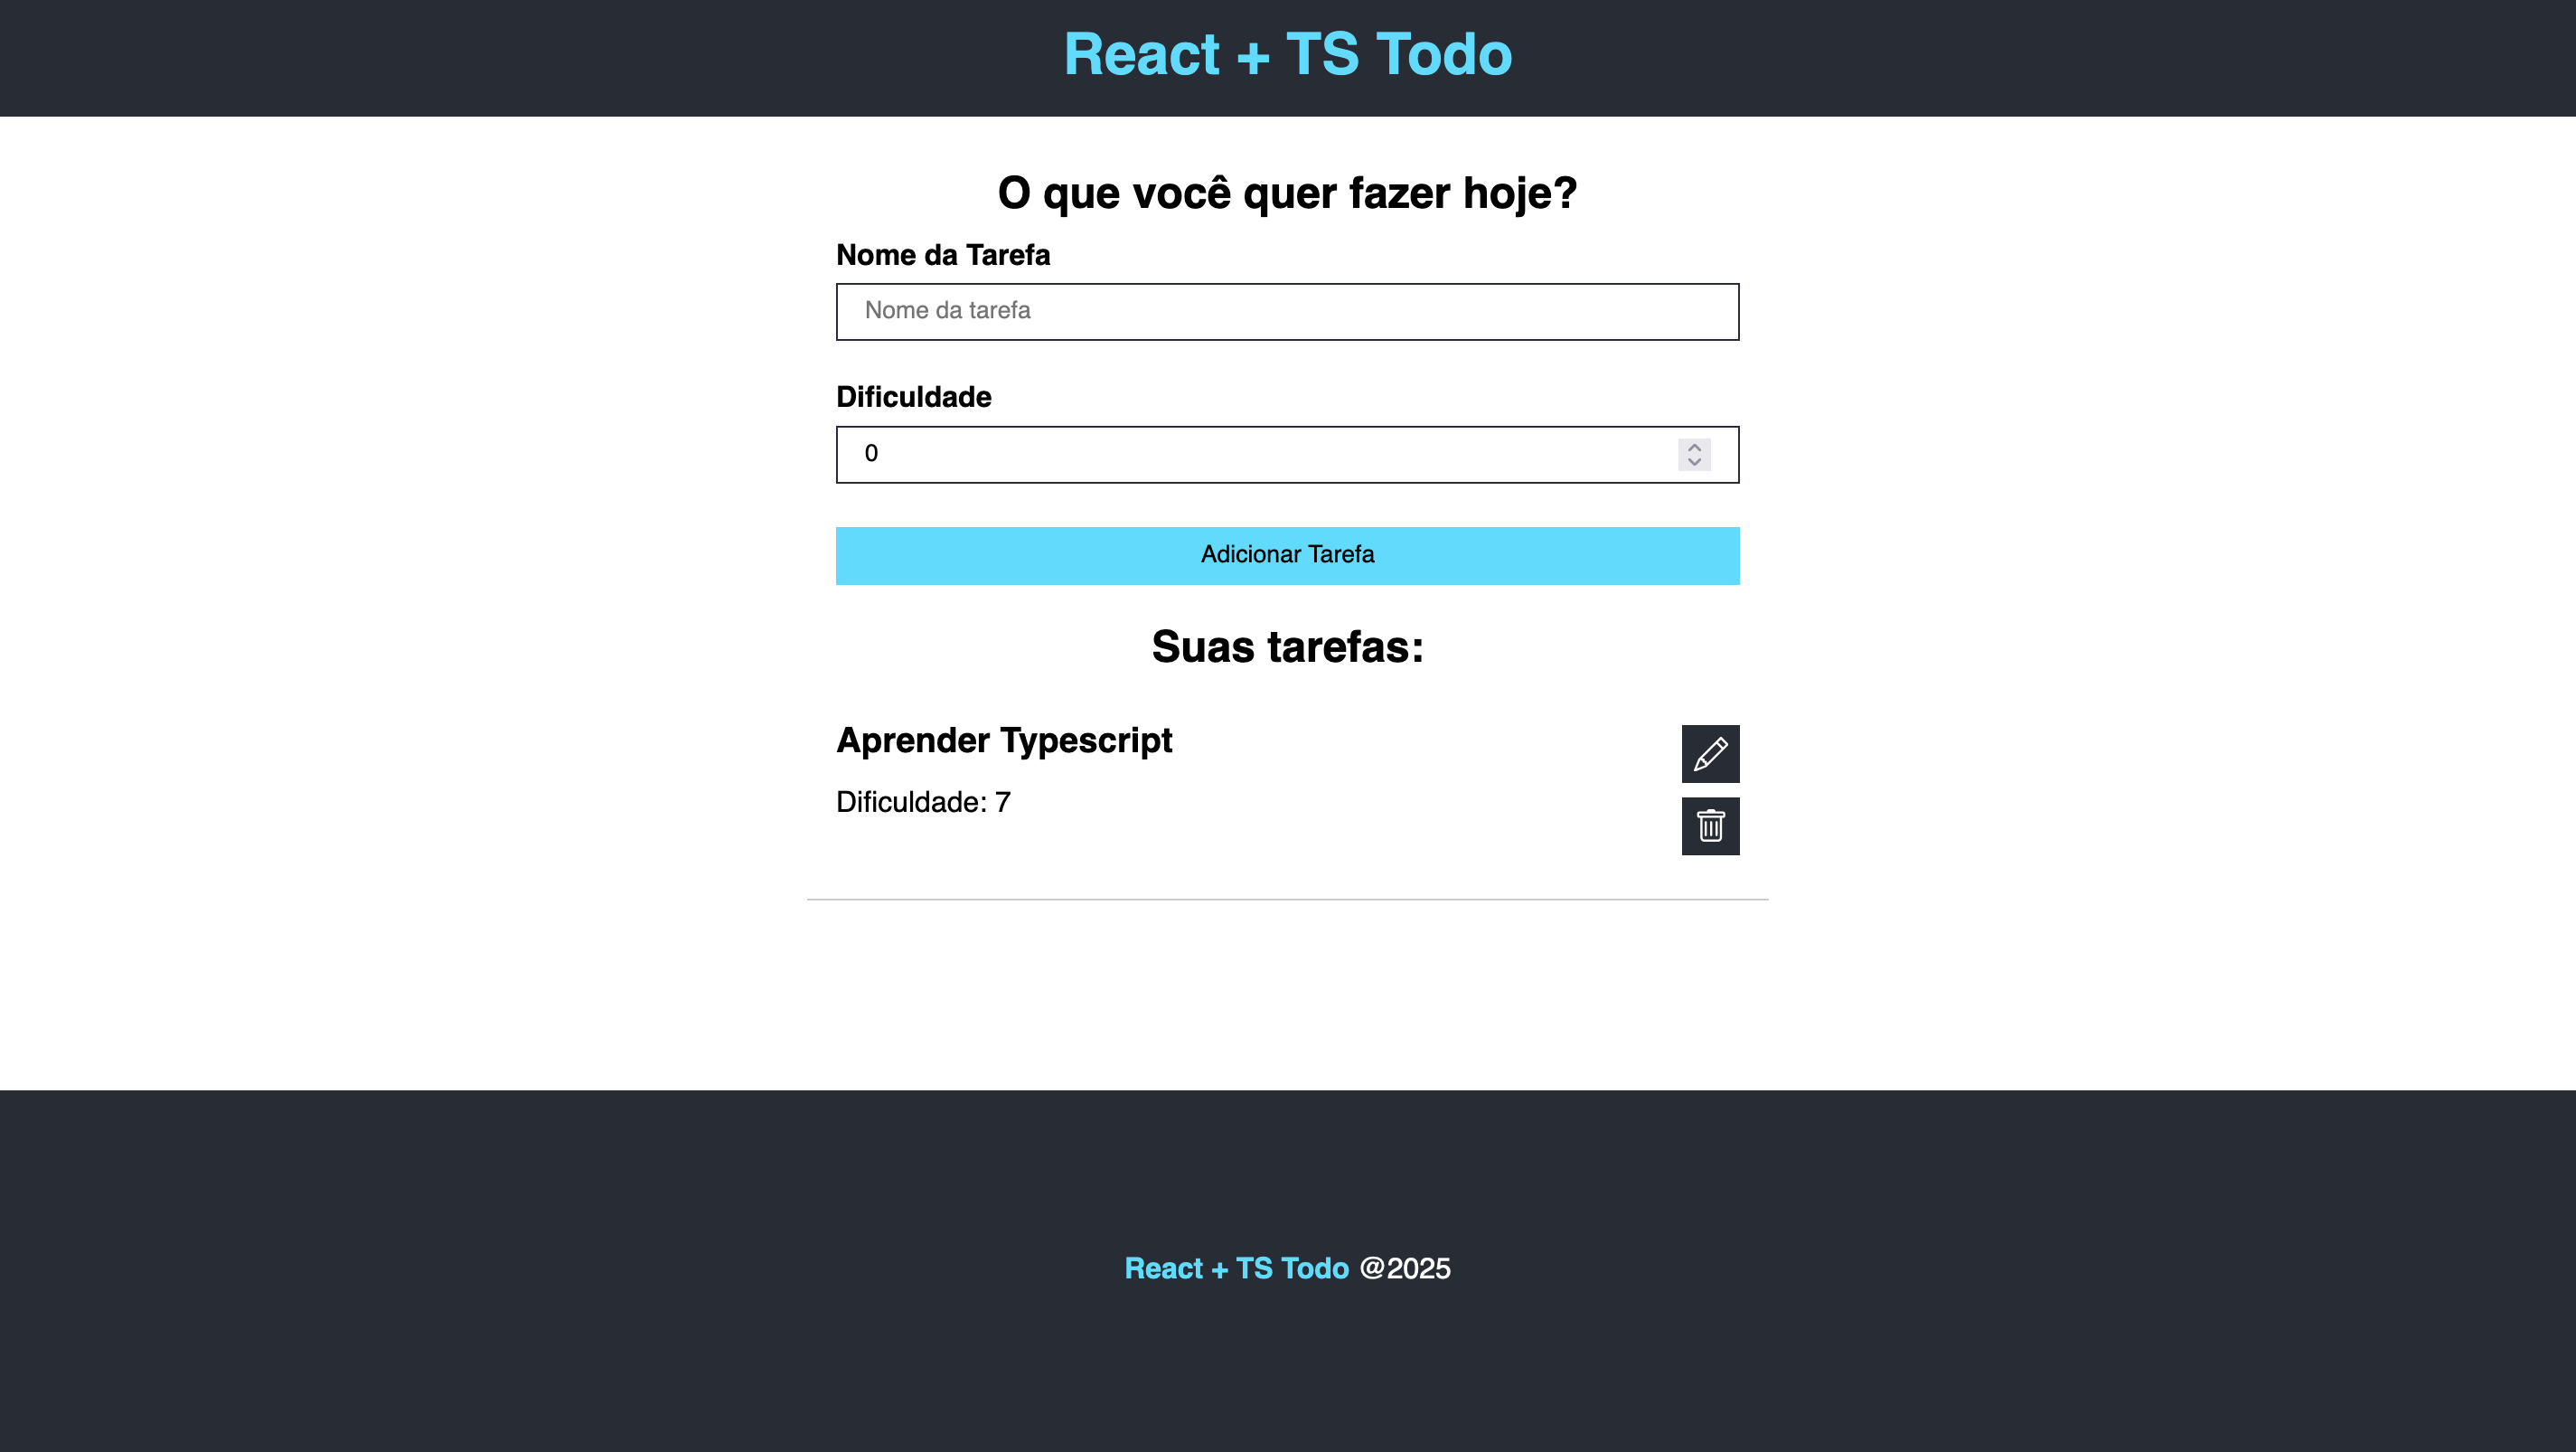 React + TS Todo
O que você quer fazer hoje?
Nome da Tarefa
Nome da tarefa
Dificuldade
0
Adicionar Tarefa
Suas tarefas:
Aprender Typescript
Dificuldade: 7
React + TS Todo @2025